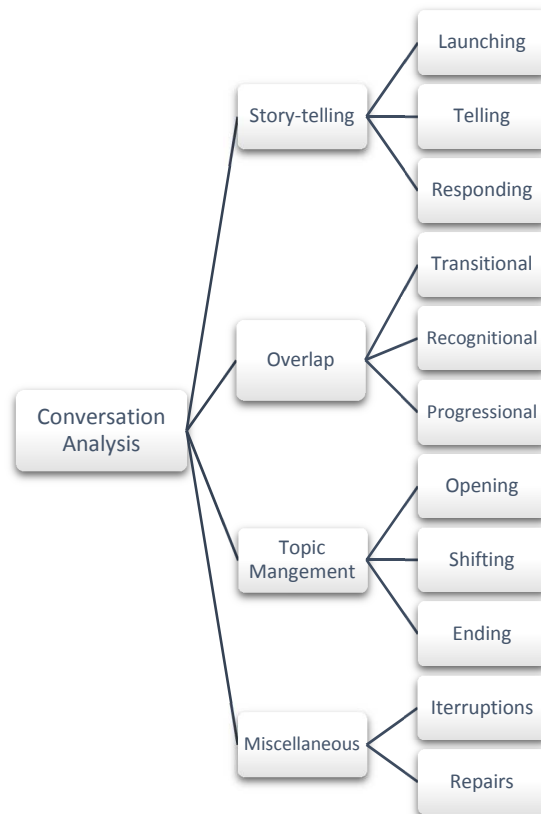 Conversation
Analysis
Story-telling
Launching
Telling
Responding
Overlap
Transitional
Recognitional
Progressional
Topic
Mangement
Opening
Shifting
Ending
Miscellaneous
Iterruptions
Repairs